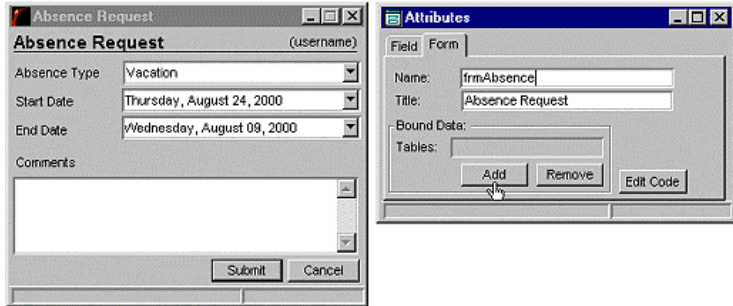 Absence Request
Absence Request (username)
Absence Type Vacation
Start Date Thursday, August 24, 2000
End Date Wednesday, August 09, 2000
Comments
Submit Cancel
Attributes
Field Form
Name: frmAbsence
Title: Absence Request
Bound Data:
Tables:
Add Remove Edit Code